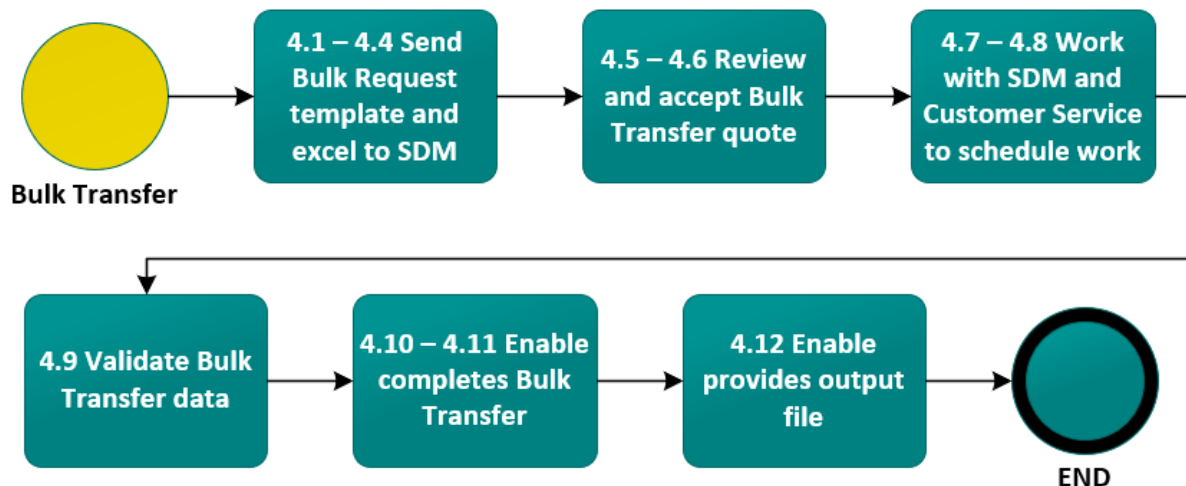 4.1 – 4.4 Send
Bulk Request
template and
excel to SDM
4.5 – 4.6 Review
and accept Bulk
Transfer quote
4.7 – 4.8 Work
with SDM and
Customer Service
to schedule work
Bulk Transfer
4.9 Validate Bulk
Transfer data
4.10 – 4.11 Enable
completes Bulk
Transfer
4.12 Enable
provides output
file
END